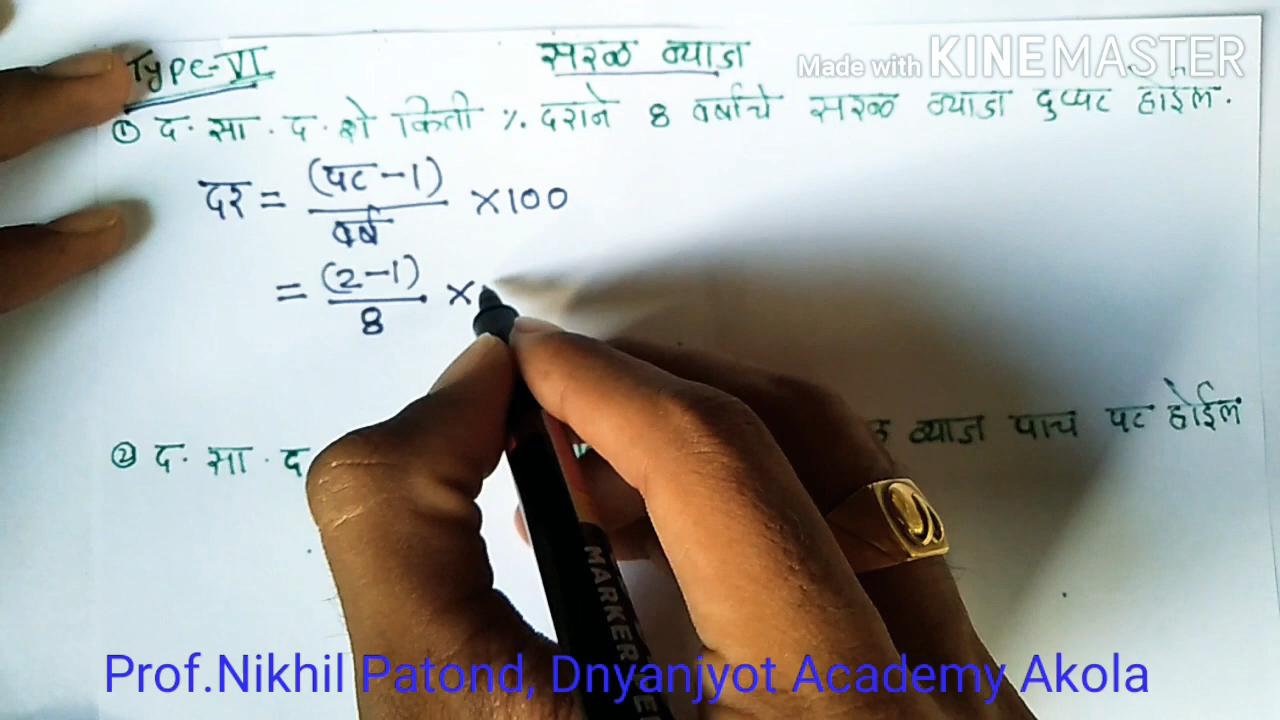 Type-VI
सरळ व्याज
Made with KINEMASTER
① द. सा. द. शे किती % दराने 8 वर्षाचे सरळ व्याज दुप्पट होईल.
दर = (पट-1) / वर्ष ×100
= (2-1) / 8 ×
② द. सा. द व्याज पाच पट होईल
MARKER
Prof.Nikhil Patond, Dnyanjyot Academy Akola